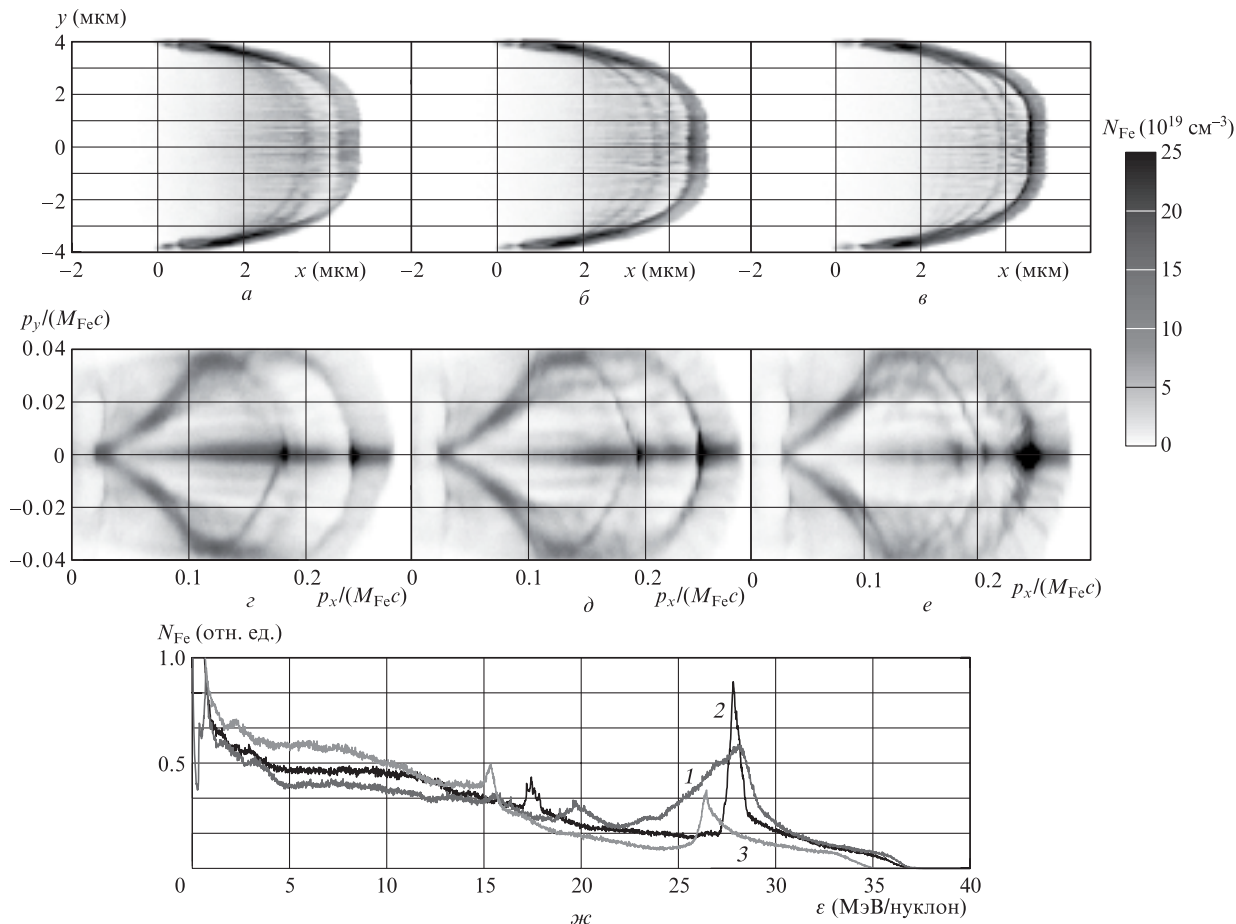 y (мкм)
4
2
0
−2
−4
−2 0 2 x (мкм) −2 0 2 x (мкм) −2 0 2 x (мкм)
а б в
N_Fe (10^19 см^−3)
25
20
15
10
5
0
p_y/(M_Fe c)
0.04
0.02
0
−0.02
−0.04
0 0.1 0.2 p_x/(M_Fe c) 0 0.1 0.2 p_x/(M_Fe c) 0 0.1 0.2 p_x/(M_Fe c)
г д е
N_Fe (отн. ед.)
1.0
0.5
1 2 3
0 5 10 15 20 25 30 35 40
ε (МэВ/нуклон)
ж